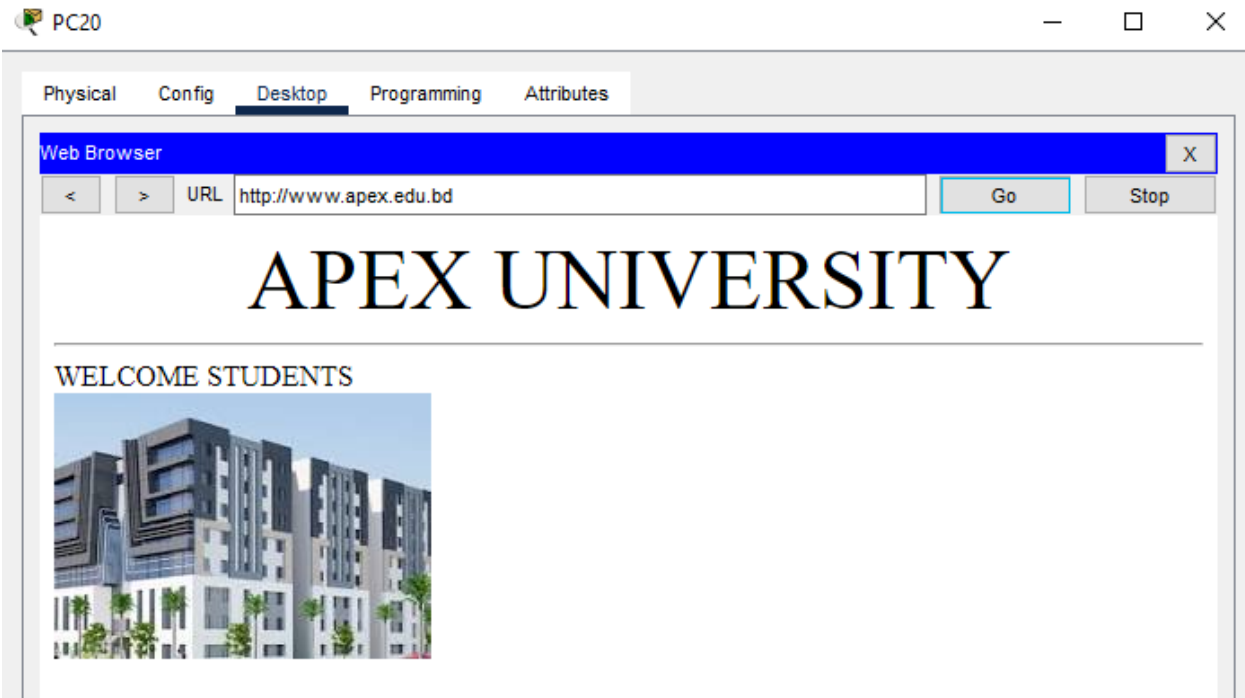 PC20
Physical Config Desktop Programming Attributes
Web Browser X
< > URL http://www.apex.edu.bd Go Stop
APEX UNIVERSITY
WELCOME STUDENTS